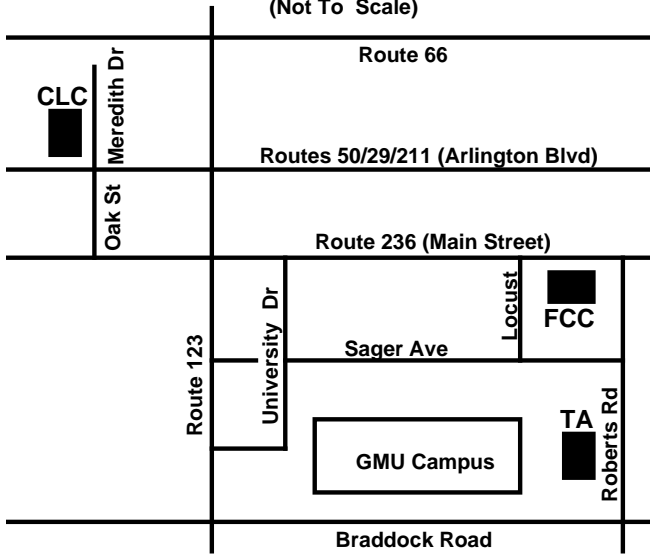 (Not To Scale)
Route 66
CLC
Meredith Dr
Routes 50/29/211 (Arlington Blvd)
Oak St
Route 236 (Main Street)
University Dr
Locust
FCC
Route 123
Sager Ave
TA
Roberts Rd
GMU Campus
Braddock Road